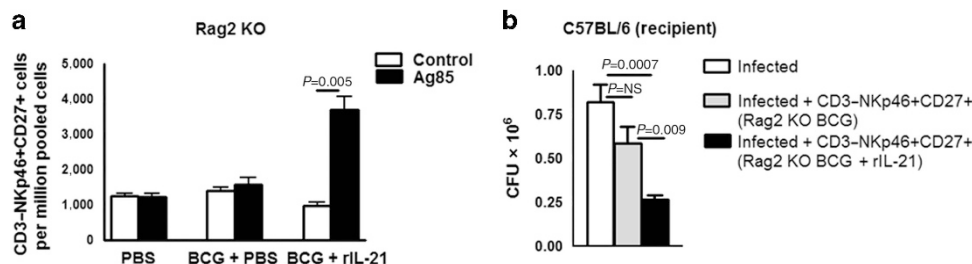 a
Rag2 KO
CD3–NKp46+CD27+ cells
per million pooled cells
5,000
4,000
3,000
2,000
1,000
0
Control
Ag85
P=0.005
PBS
BCG + PBS
BCG + rIL-21
b
C57BL/6 (recipient)
CFU × 10⁶
1.00
0.75
0.50
0.25
0.00
P=0.0007
P=NS
P=0.009
Infected
Infected + CD3–NKp46+CD27+
(Rag2 KO BCG)
Infected + CD3–NKp46+CD27+
(Rag2 KO BCG + rIL-21)